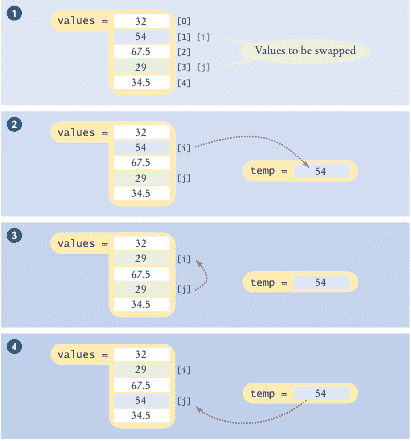 1
values = 32 [0]
54 [1] [i]
67.5 [2]
29 [3] [j]
34.5 [4]
Values to be swapped
2
values = 32
54 [i]
67.5
29 [j]
34.5
temp = 54
3
values = 32
29 [i]
67.5
29 [j]
34.5
temp = 54
4
values = 32
29 [i]
67.5
54 [j]
34.5
temp = 54